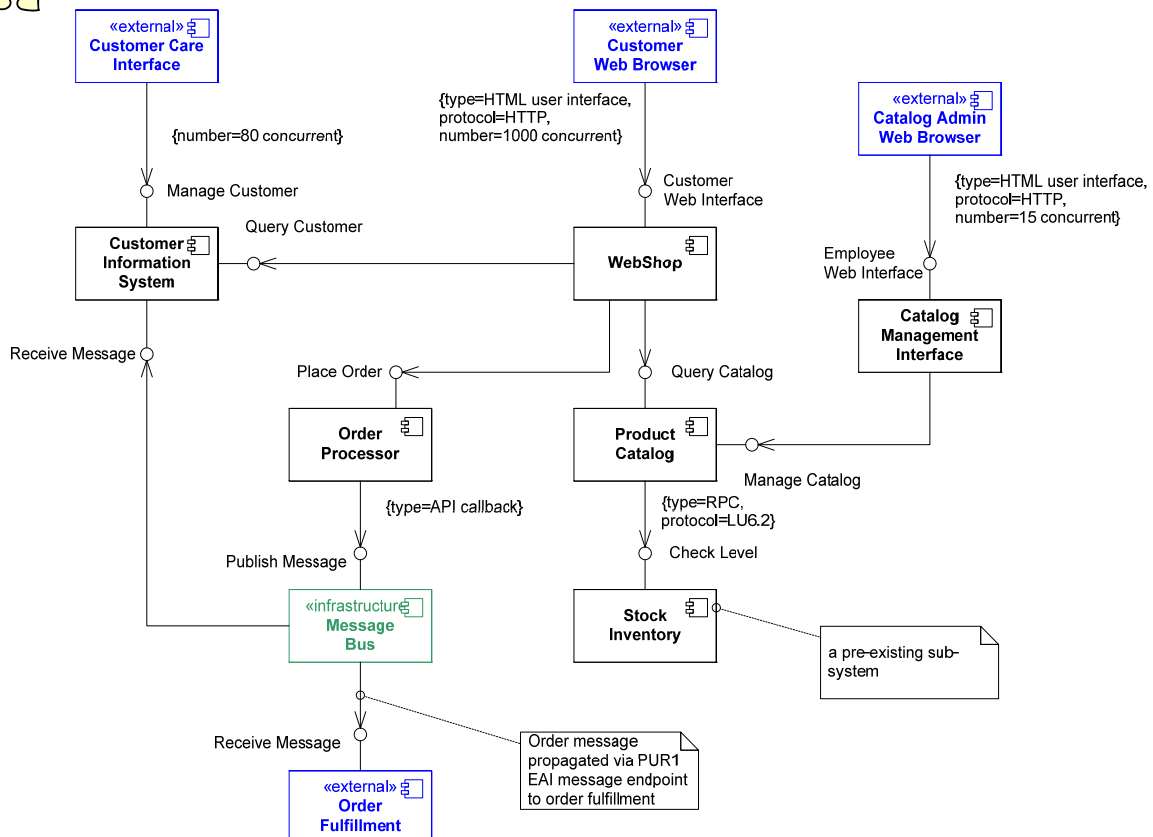 «external»
Customer Care
Interface
«external»
Customer
Web Browser
«external»
Catalog Admin
Web Browser
{number=80 concurrent}
{type=HTML user interface,
protocol=HTTP,
number=1000 concurrent}
{type=HTML user interface,
protocol=HTTP,
number=15 concurrent}
Manage Customer
Customer
Web Interface
Query Customer
Employee
Web Interface
Customer
Information
System
WebShop
Catalog
Management
Interface
Receive Message
Place Order
Query Catalog
Order
Processor
Product
Catalog
Manage Catalog
{type=API callback}
{type=RPC,
protocol=LU6.2}
Publish Message
Check Level
«infrastructure
Message
Bus
Stock
Inventory
a pre-existing sub-
system
Receive Message
Order message
propagated via PUR1
EAI message endpoint
to order fulfillment
«external»
Order
Fulfillment